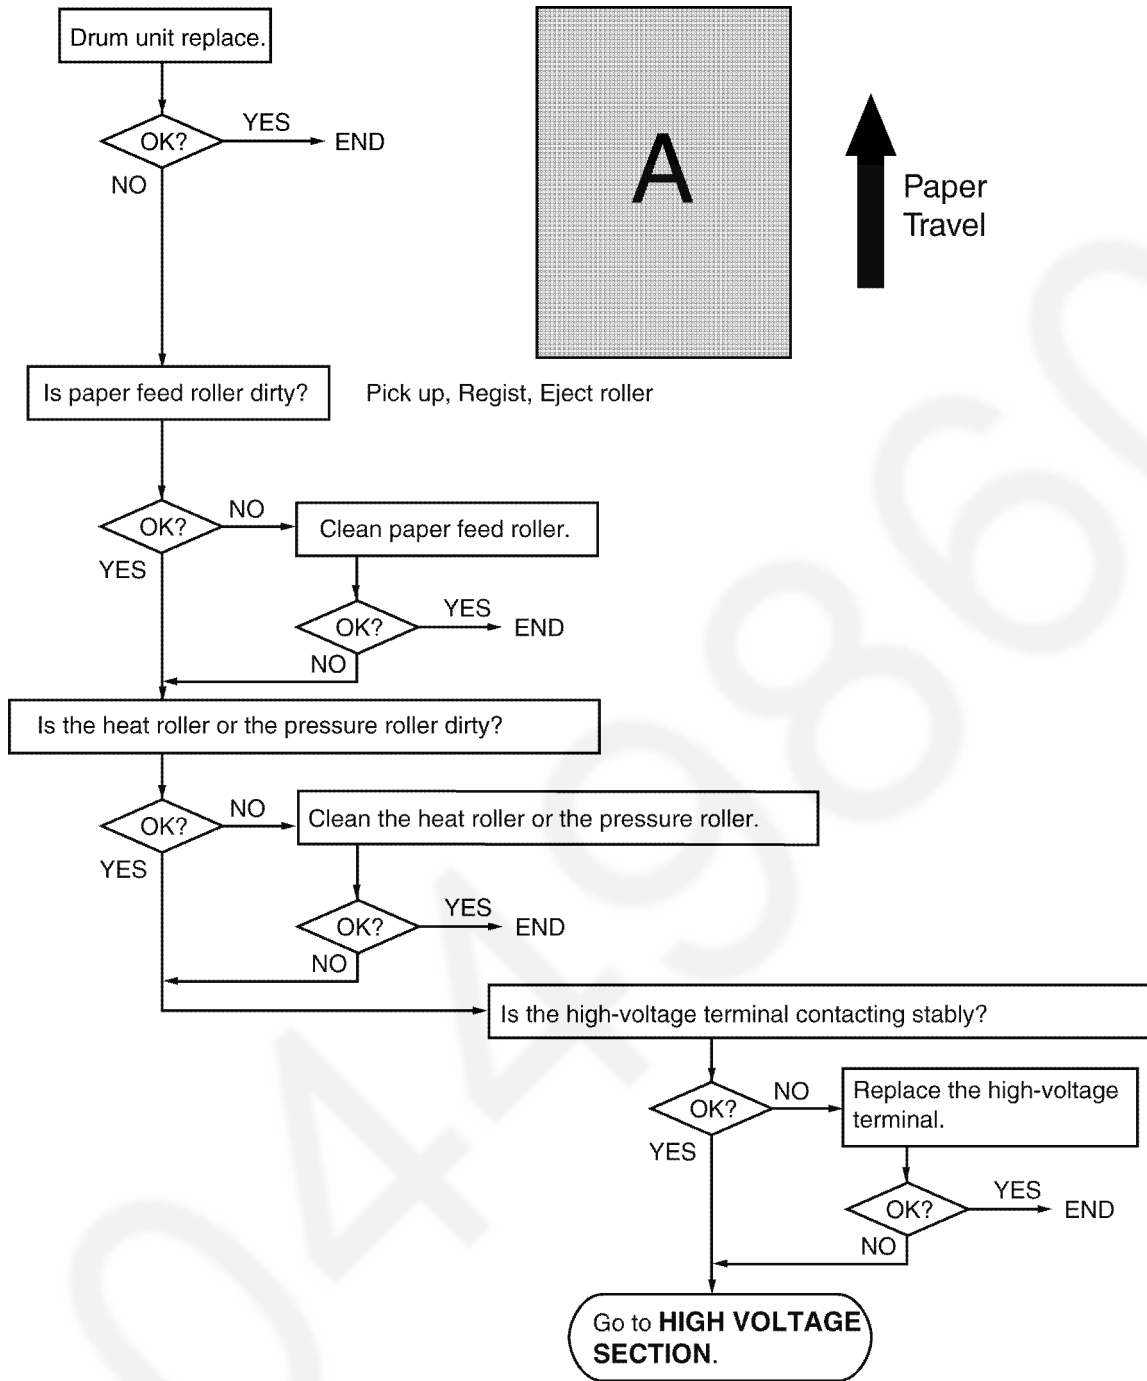 Drum unit replace.
OK?
YES
END
NO
A
Paper
Travel
Is paper feed roller dirty?
Pick up, Regist, Eject roller
OK?
NO
Clean paper feed roller.
YES
OK?
YES
END
NO
Is the heat roller or the pressure roller dirty?
OK?
NO
Clean the heat roller or the pressure roller.
YES
OK?
YES
END
NO
Is the high-voltage terminal contacting stably?
OK?
NO
Replace the high-voltage
terminal.
YES
OK?
YES
END
NO
Go to HIGH VOLTAGE
SECTION.